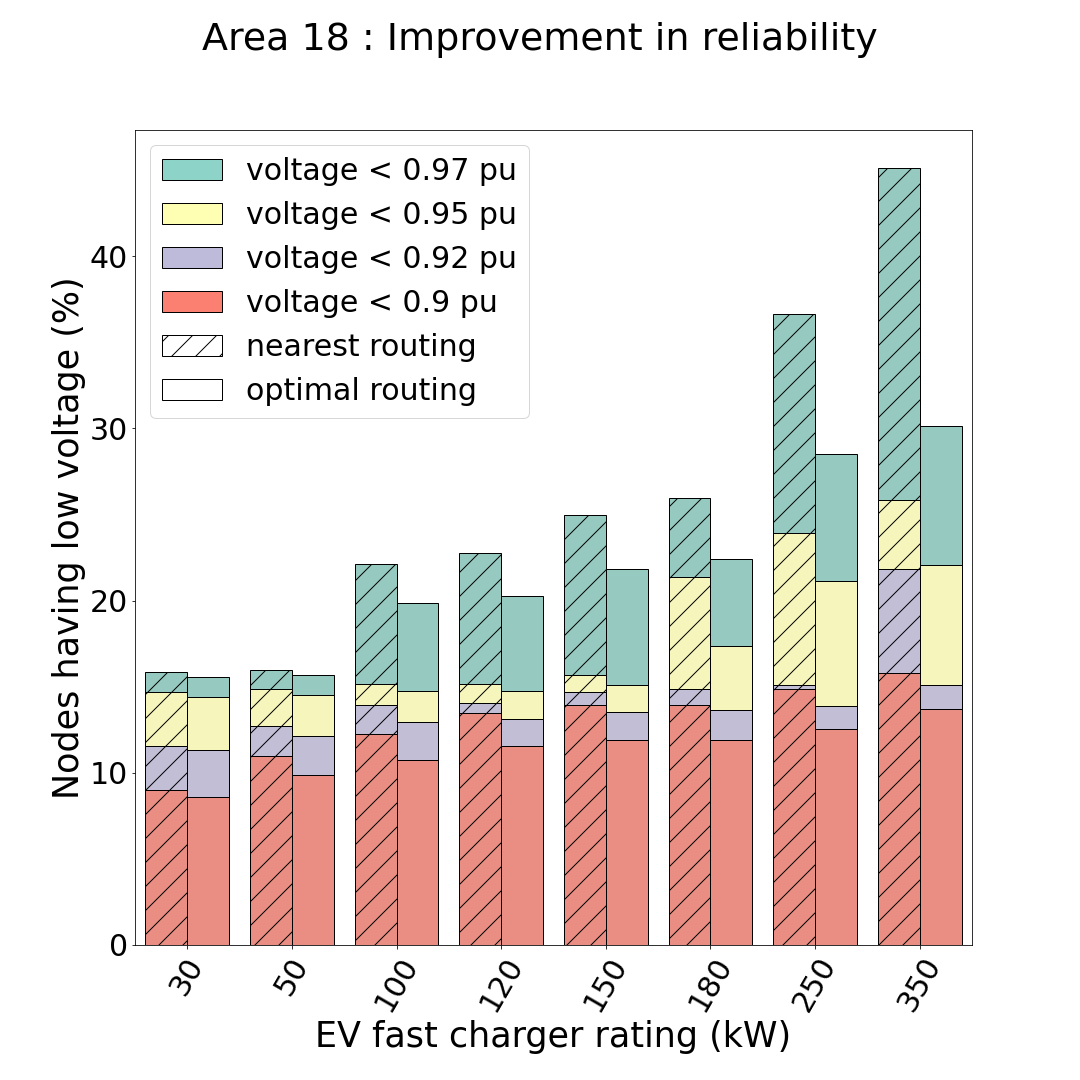 Area 18 : Improvement in reliability
voltage < 0.97 pu
voltage < 0.95 pu
voltage < 0.92 pu
voltage < 0.9 pu
nearest routing
optimal routing
Nodes having low voltage (%)
40
30
20
10
0
30
50
100
120
150
180
250
350
EV fast charger rating (kW)